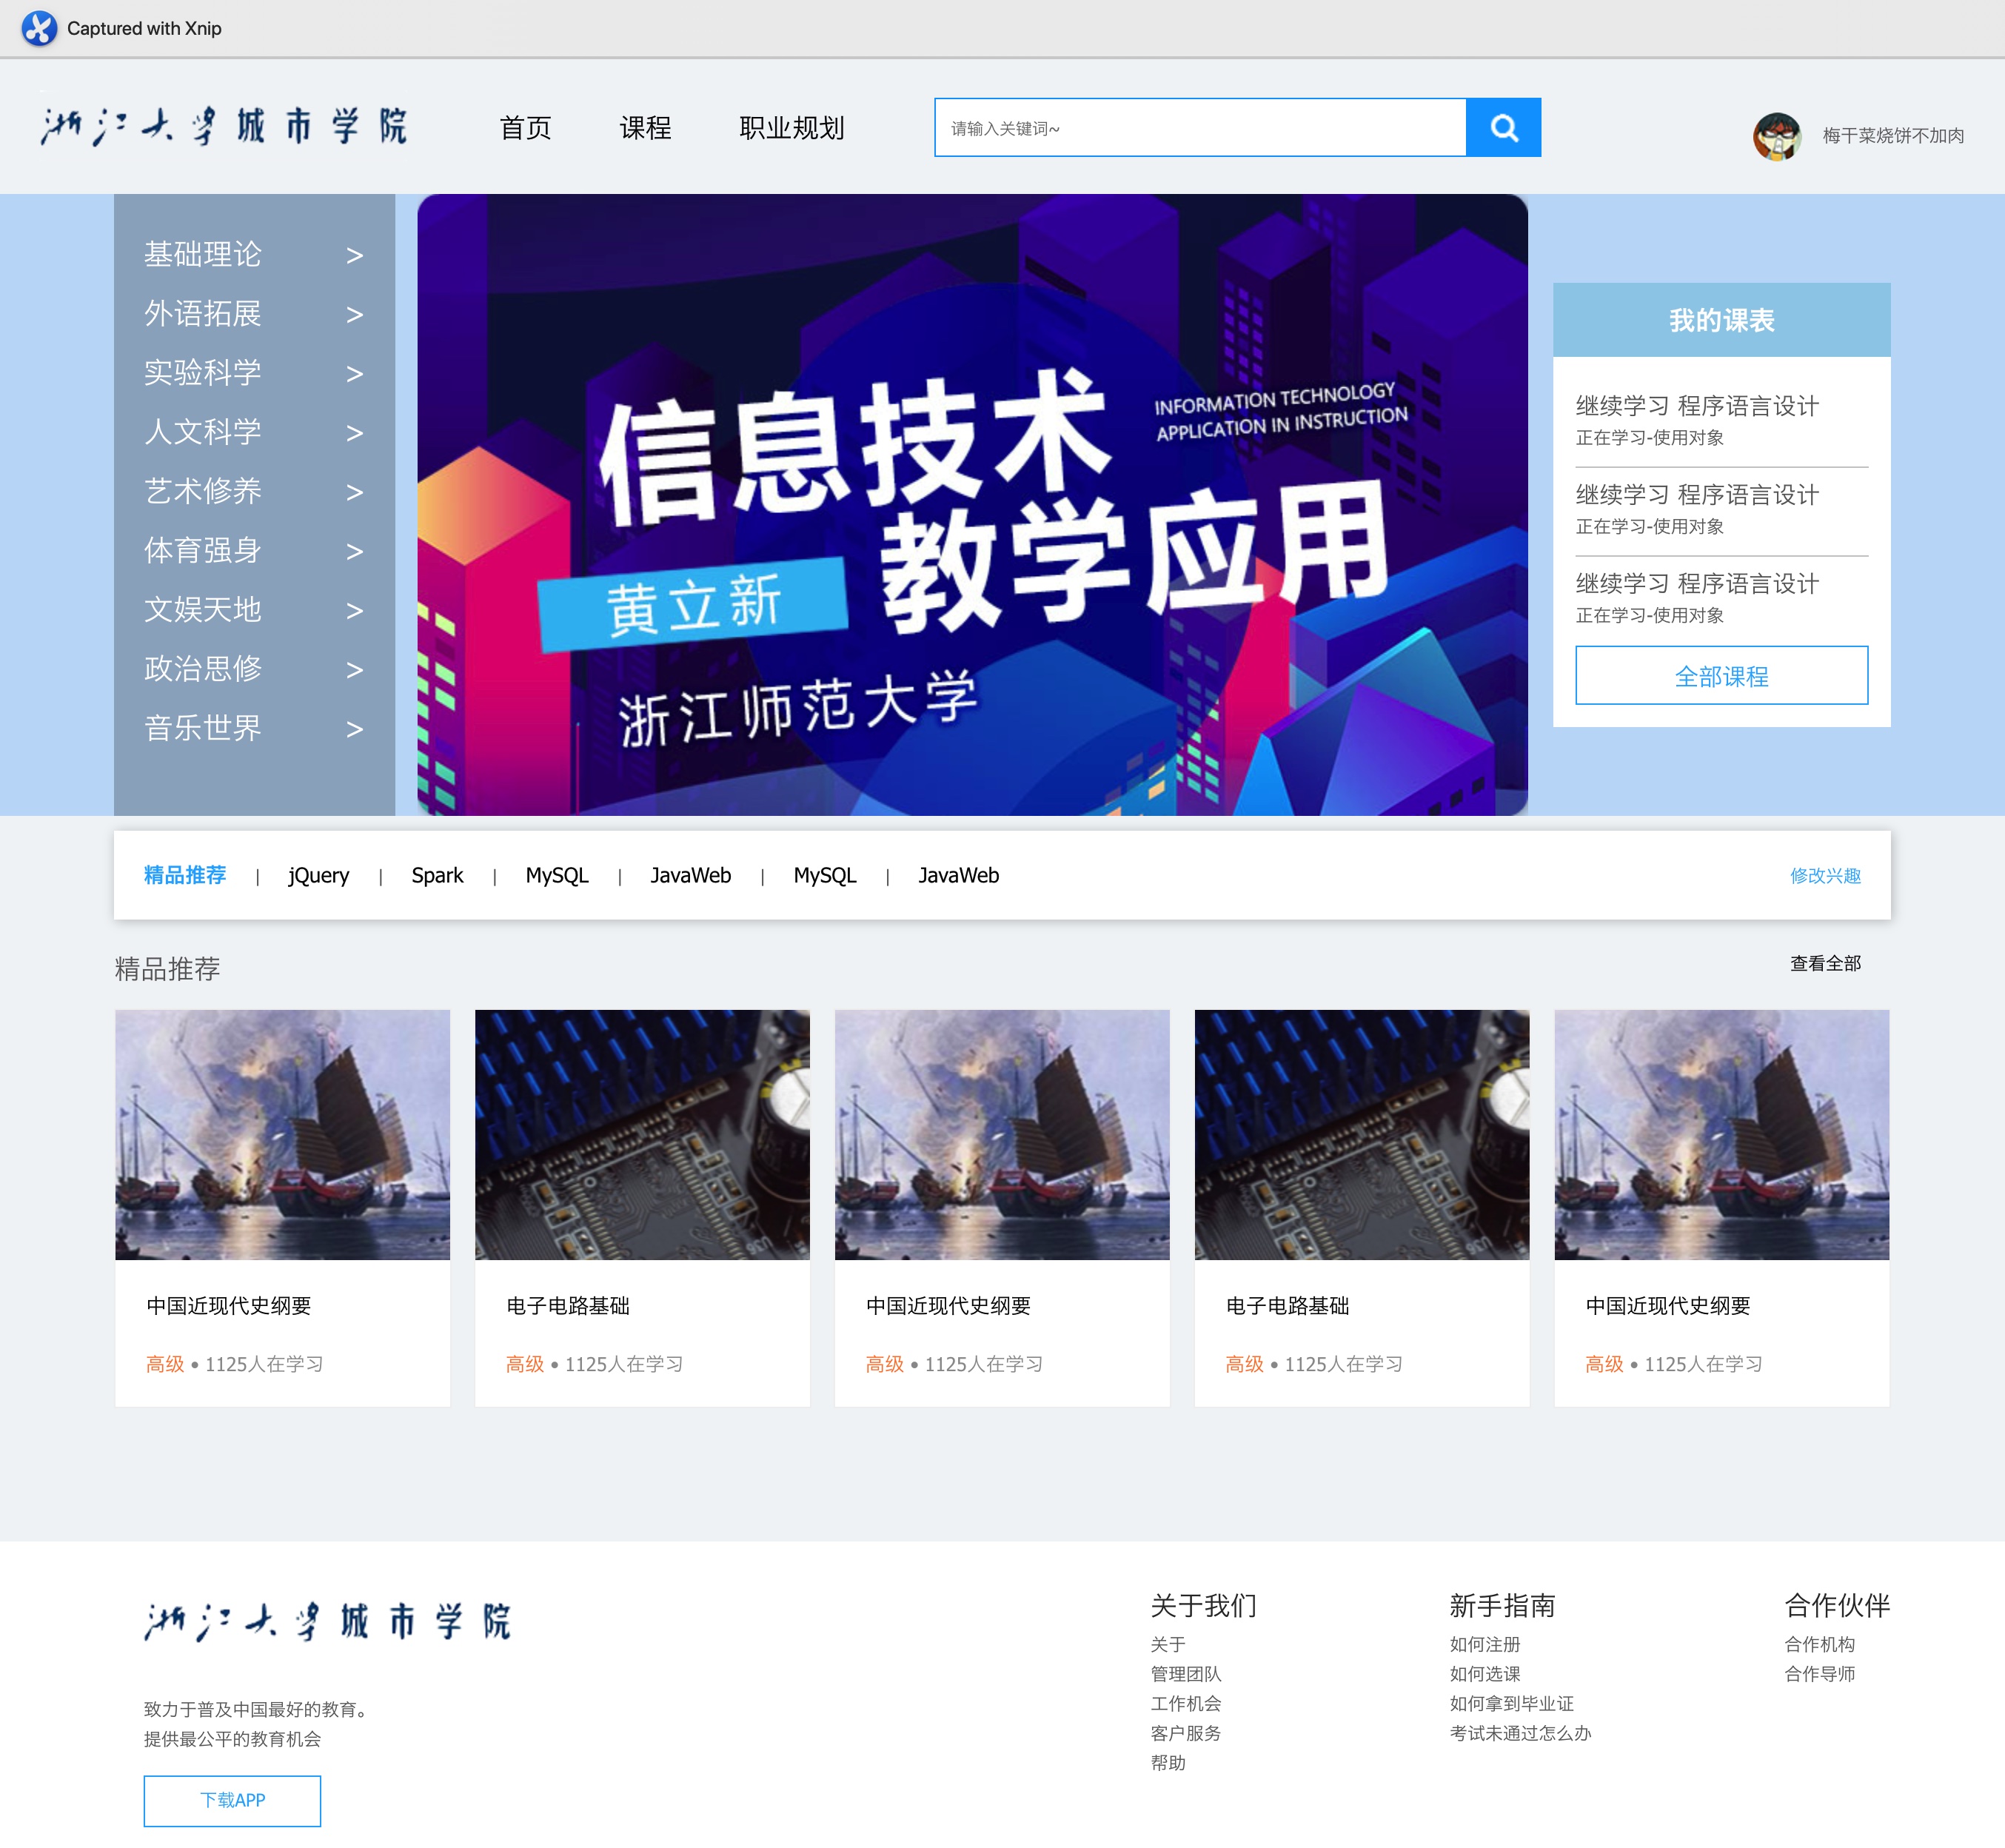 Captured with Xnip
浙江大学城市学院
首页 课程 职业规划
请输入关键词~
梅干菜烧饼不加肉
基础理论 >
外语拓展 >
实验科学 >
人文科学 >
艺术修养 >
体育强身 >
文娱天地 >
政治思修 >
音乐世界 >
信息技术
INFORMATION TECHNOLOGY
APPLICATION IN INSTRUCTION
教学应用
黄立新
浙江师范大学
我的课表
继续学习 程序语言设计
正在学习-使用对象
继续学习 程序语言设计
正在学习-使用对象
继续学习 程序语言设计
正在学习-使用对象
全部课程
精品推荐 | jQuery | Spark | MySQL | JavaWeb | MySQL | JavaWeb
修改兴趣
精品推荐
查看全部
中国近现代史纲要
高级 • 1125人在学习
电子电路基础
高级 • 1125人在学习
中国近现代史纲要
高级 • 1125人在学习
电子电路基础
高级 • 1125人在学习
中国近现代史纲要
高级 • 1125人在学习
浙江大学城市学院
致力于普及中国最好的教育。
提供最公平的教育机会
下载APP
关于我们
关于
管理团队
工作机会
客户服务
帮助
新手指南
如何注册
如何选课
如何拿到毕业证
考试未通过怎么办
合作伙伴
合作机构
合作导师